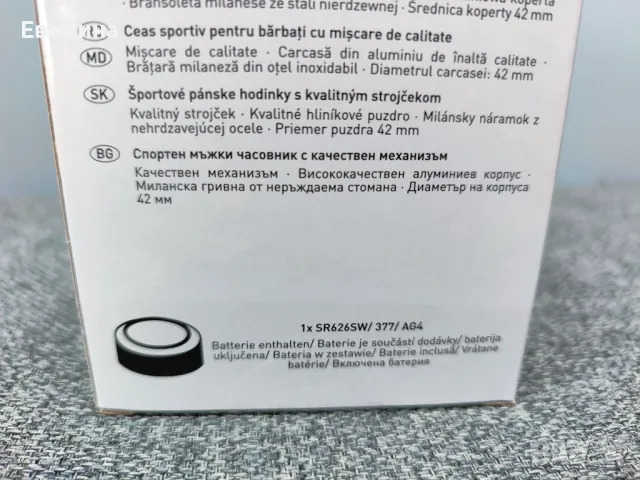 Bransoletă milanese ze stali nierdzewnej · Średnica koperty 42 mm
RO Ceas sportiv pentru bărbați cu mișcare de calitate
MD Mișcare de calitate · Carcasă din aluminiu de înaltă calitate ·
Brățară milaneză din oțel inoxidabil · Diametrul carcasei: 42 mm
SK Športové pánske hodinky s kvalitným strojčekom
Kvalitný strojček · Kvalitné hliníkové puzdro · Milánsky náramok z
nehrdzavejúcej ocele · Priemer puzdra 42 mm
BG Спортен мъжки часовник с качествен механизъм
Качествен механизъм · Висококачествен алуминиев корпус ·
Миланска гривна от неръждаема стомана · Диаметър на корпуса
42 мм
1x SR626SW/ 377/ AG4
Batterie enthalten/ Baterie je součástí dodávky/ baterija
uključena/ Bateria w zestawie/ Baterie inclusă/ Vrátane
batérie/ Включена батерия